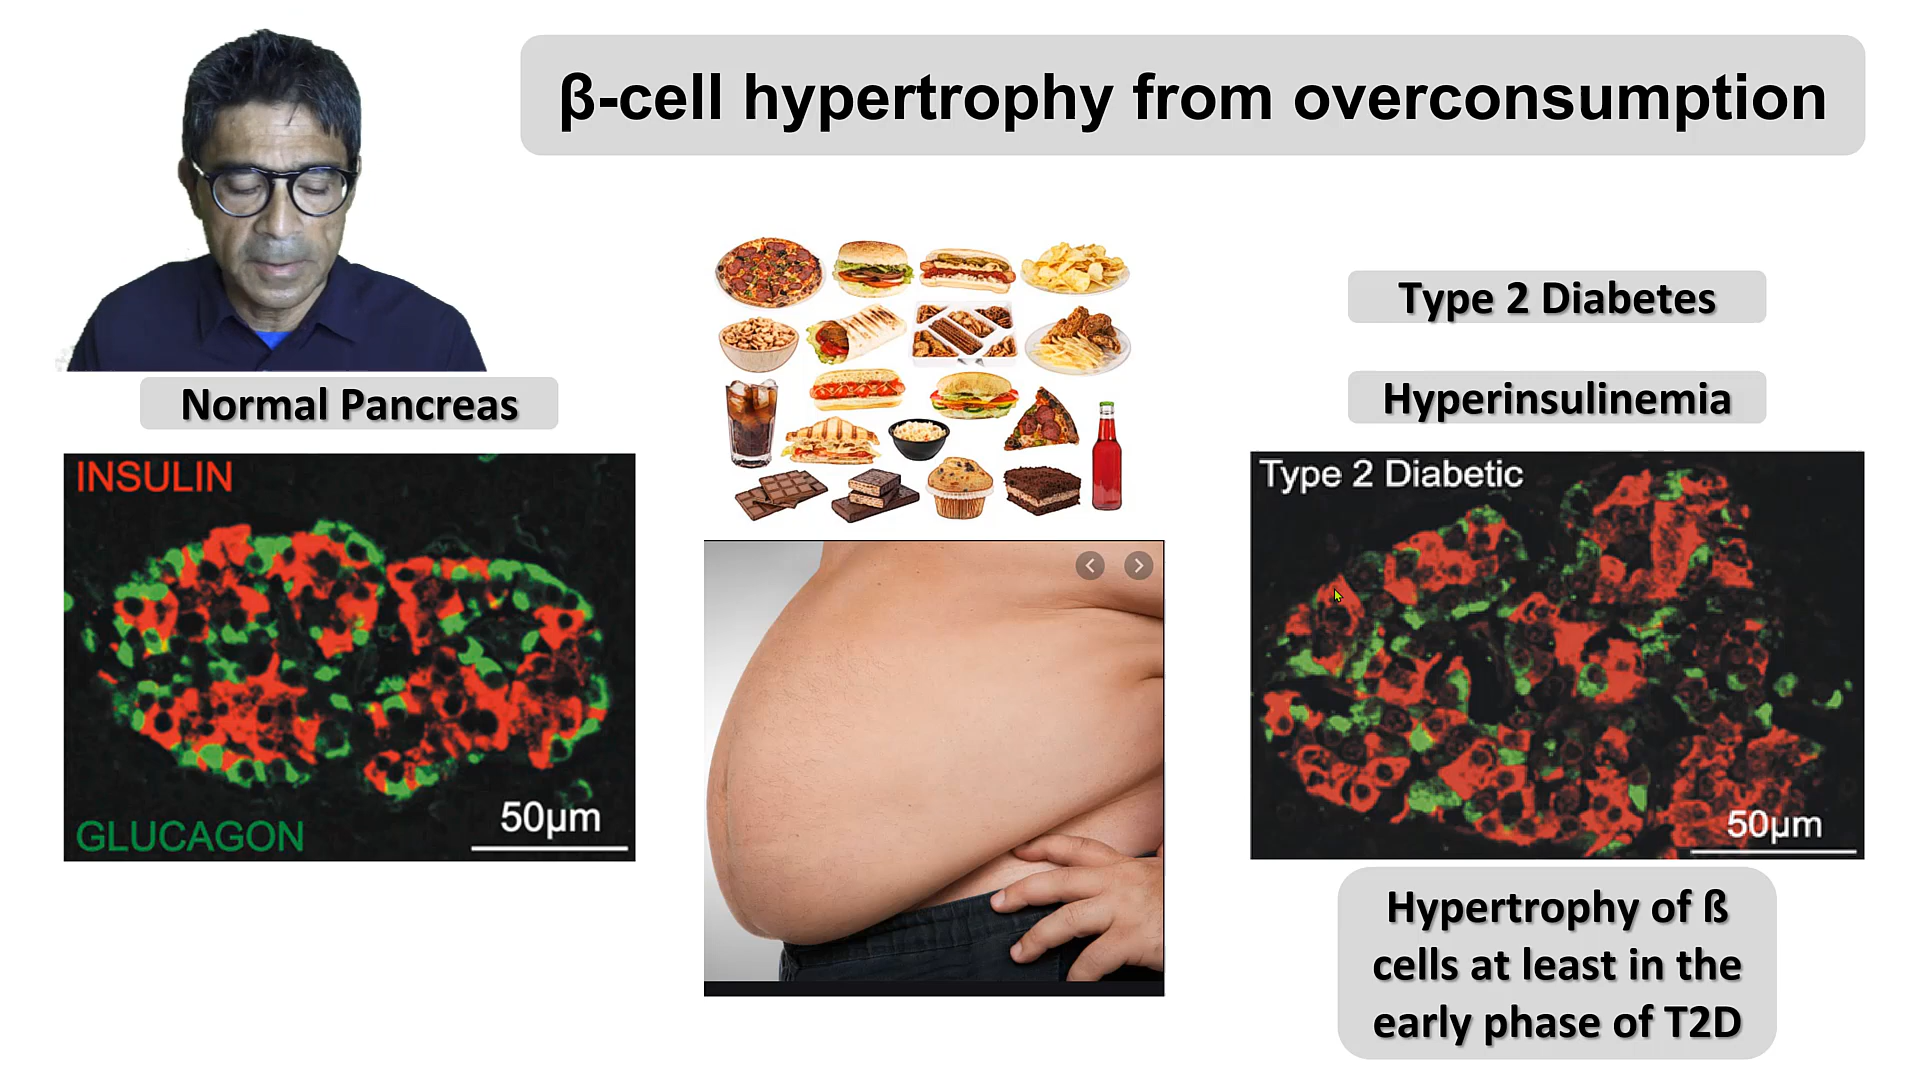 β-cell hypertrophy from overconsumption
Normal Pancreas
INSULIN
GLUCAGON
50µm
Type 2 Diabetes
Hyperinsulinemia
Type 2 Diabetic
50µm
Hypertrophy of ß
cells at least in the
early phase of T2D